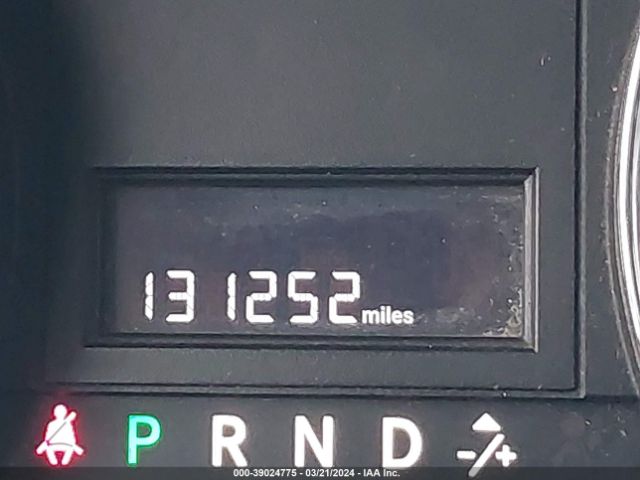 131252 miles
P R N D -/+
000-39024775 - 03/21/2024 - IAA Inc.